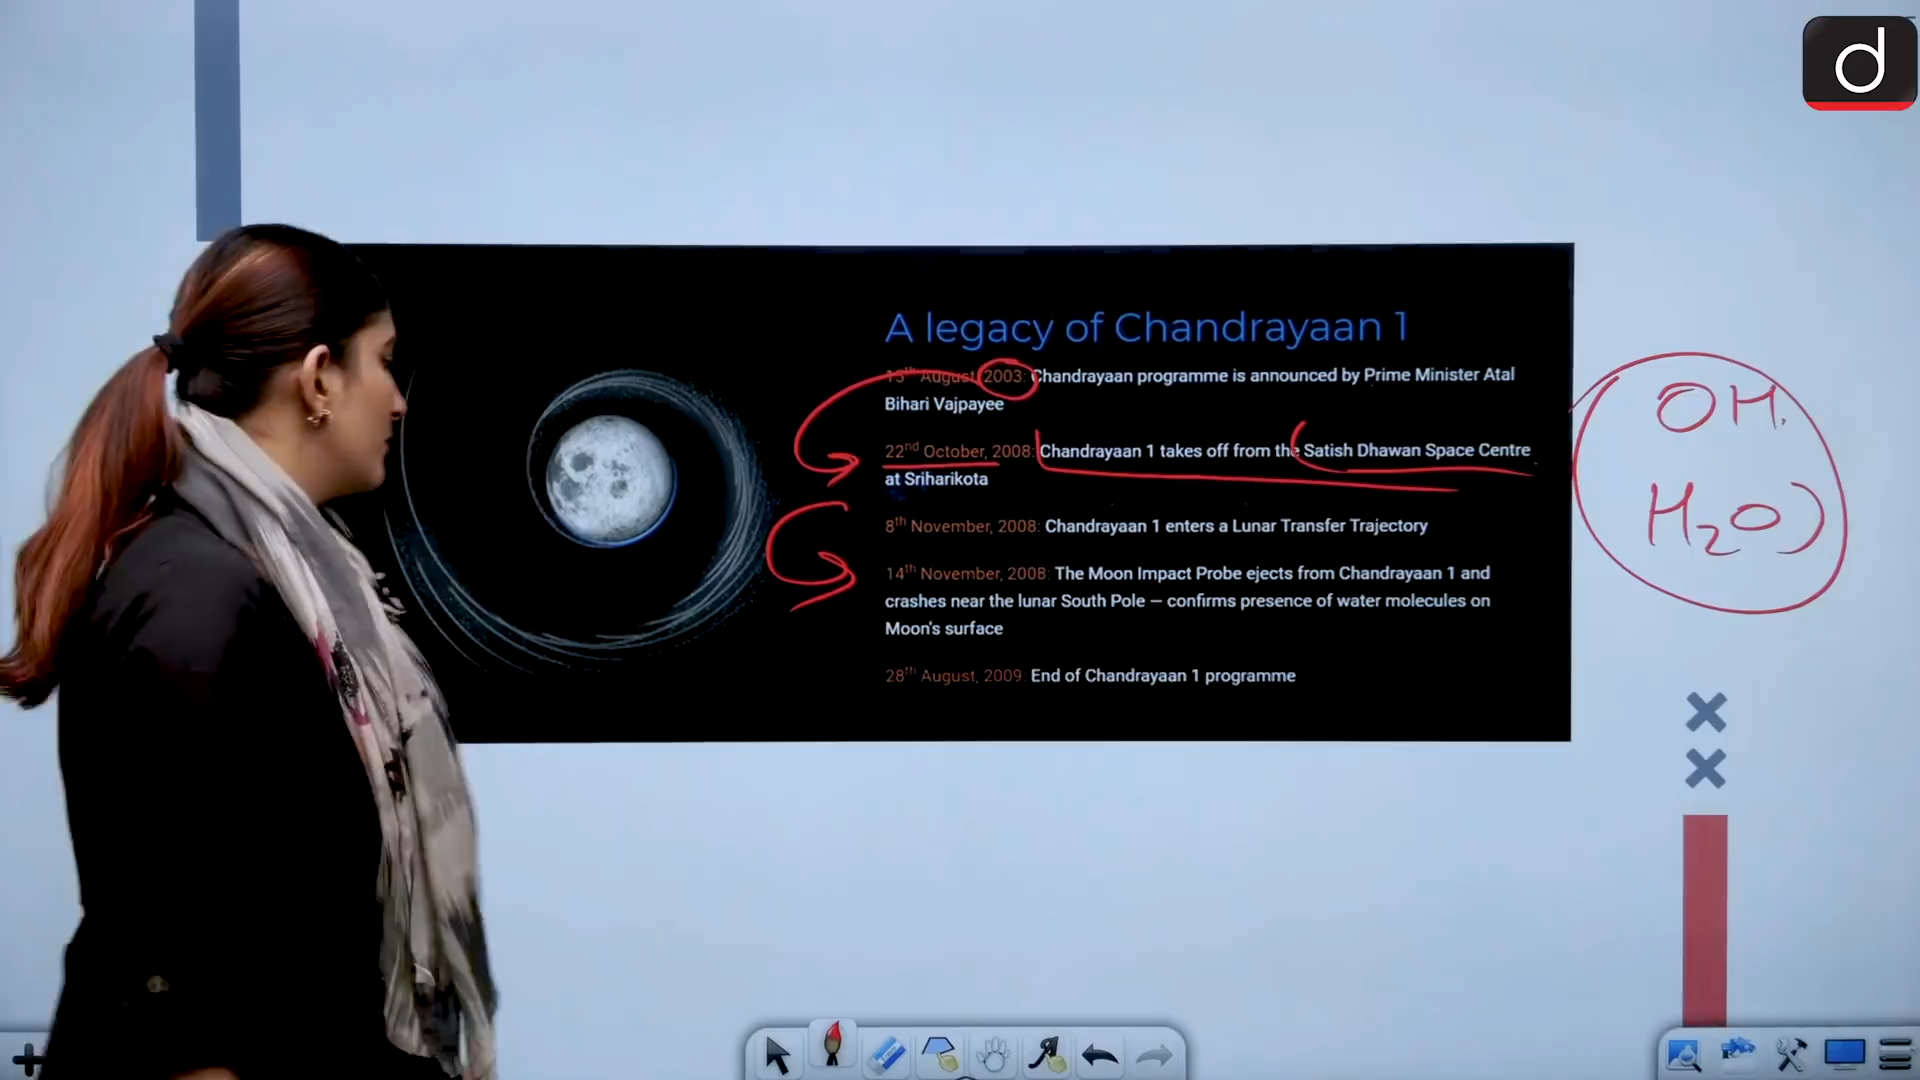 d
A legacy of Chandrayaan 1
15th August, 2003: Chandrayaan programme is announced by Prime Minister Atal
Bihari Vajpayee
22nd October, 2008: Chandrayaan 1 takes off from the Satish Dhawan Space Centre
at Sriharikota
8th November, 2008: Chandrayaan 1 enters a Lunar Transfer Trajectory
14th November, 2008: The Moon Impact Probe ejects from Chandrayaan 1 and
crashes near the lunar South Pole – confirms presence of water molecules on
Moon's surface
28th August, 2009: End of Chandrayaan 1 programme
OH.
H2O)